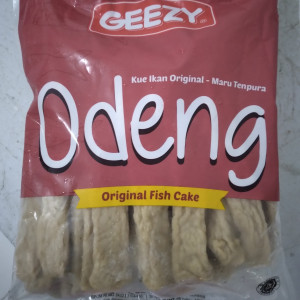 GEEZY
Kue Ikan Original - Maru Tenpura
Odeng
Original Fish Cake